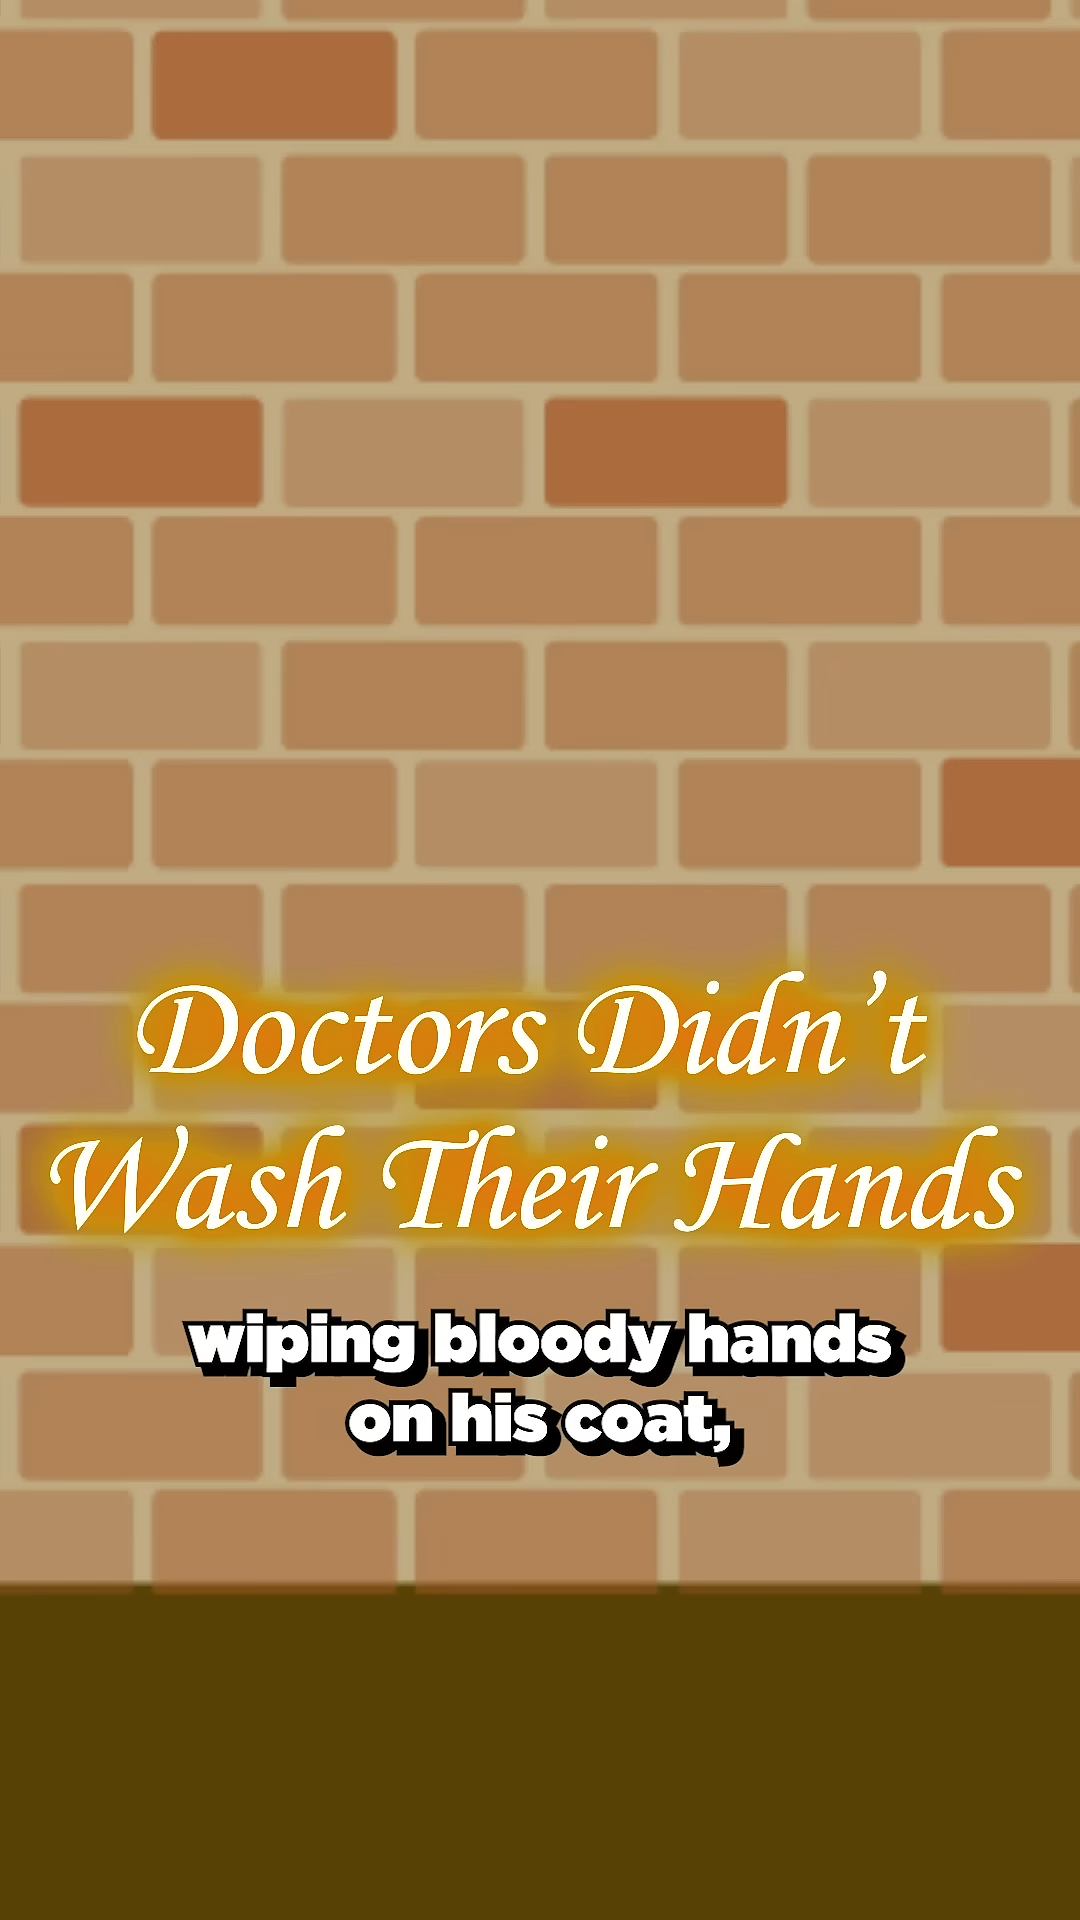 Doctors Didn’t
Wash Their Hands
wiping bloody hands
on his coat,